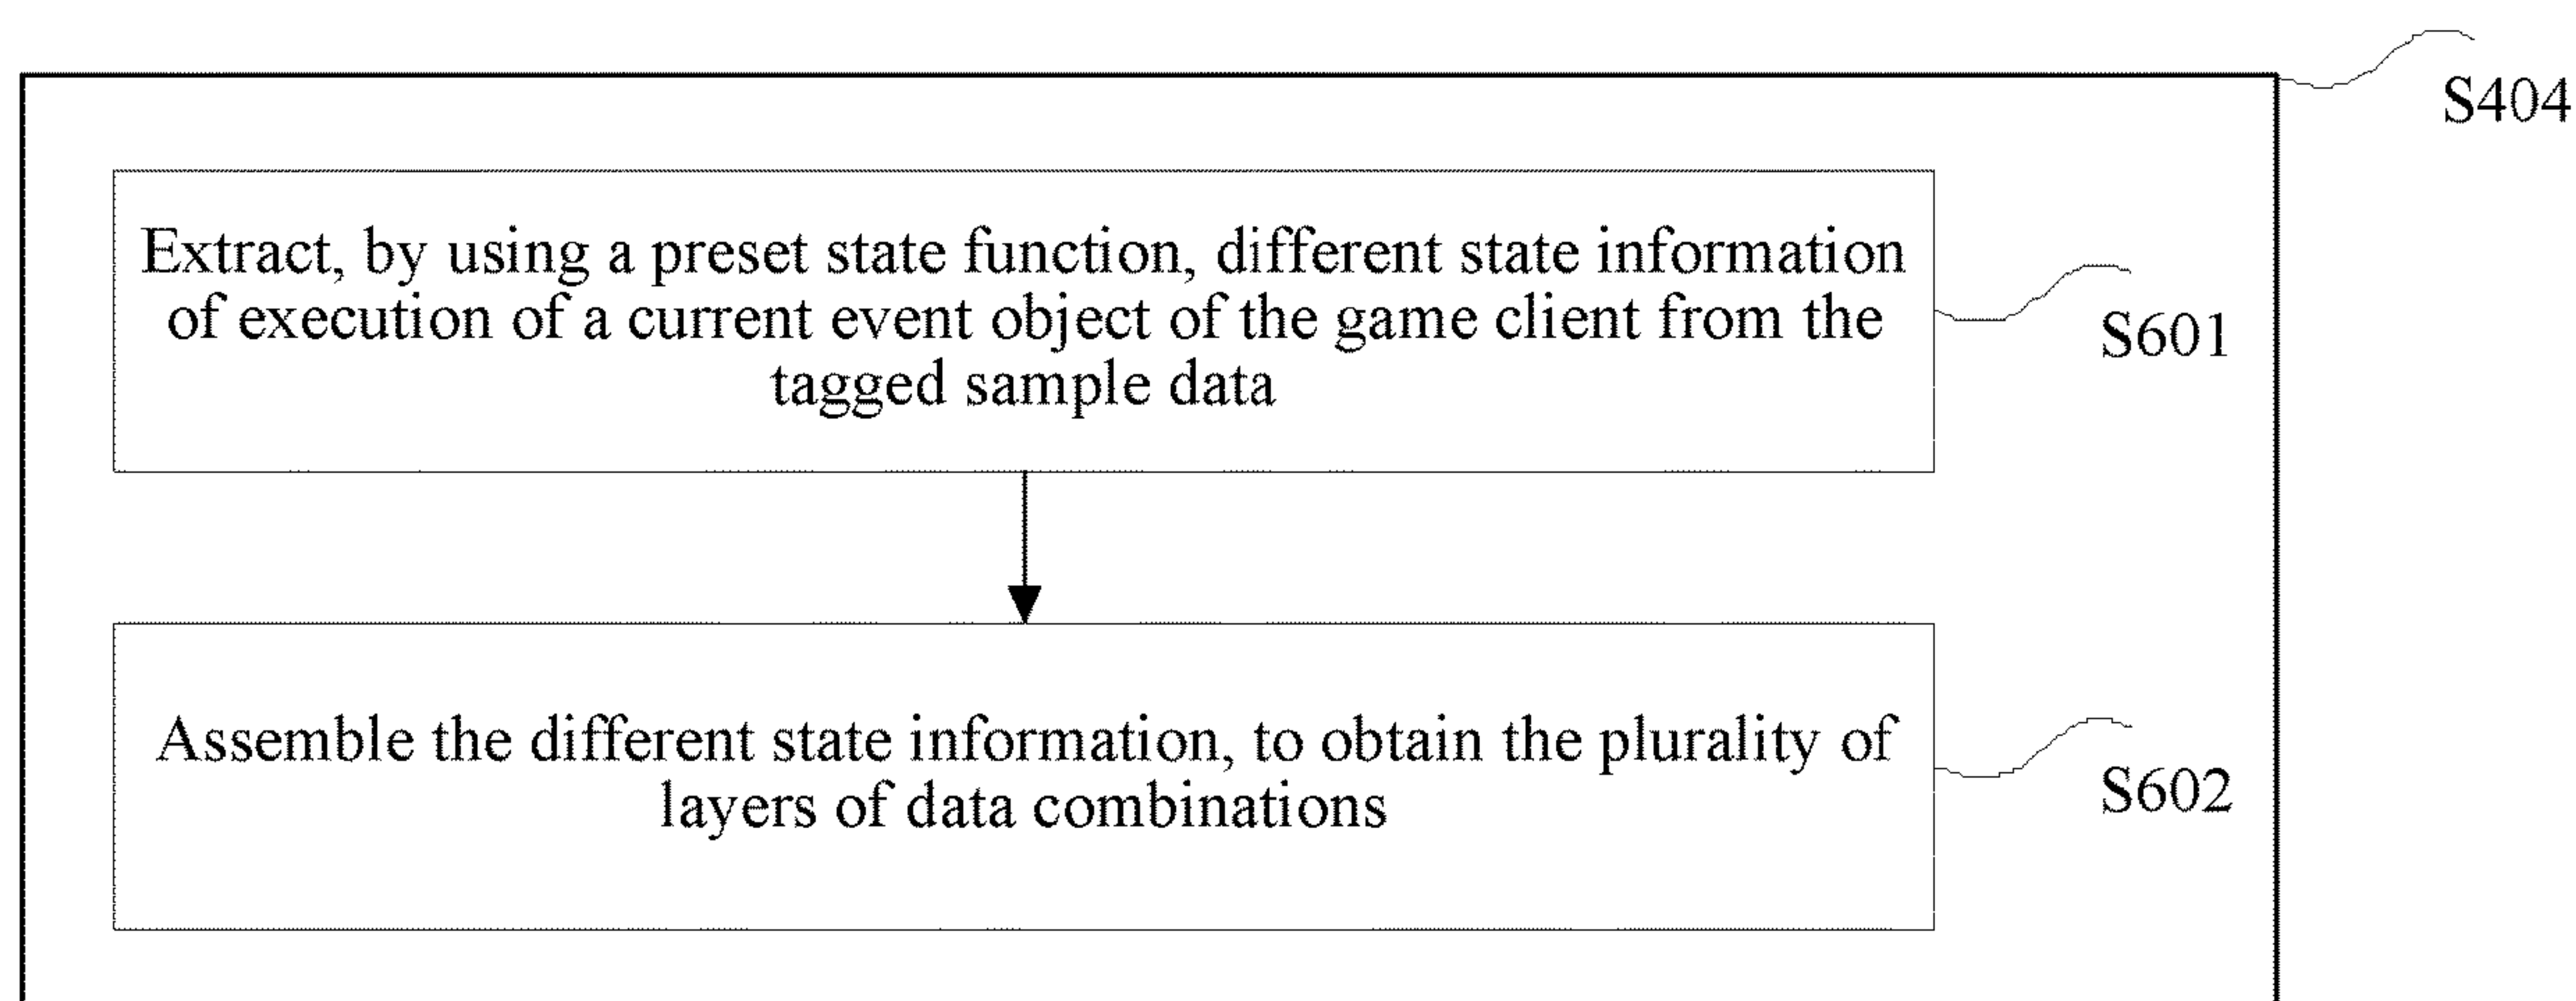 S404
Extract, by using a preset state function, different state information
of execution of a current event object of the game client from the
tagged sample data
S601
Assemble the different state information, to obtain the plurality of
layers of data combinations
S602